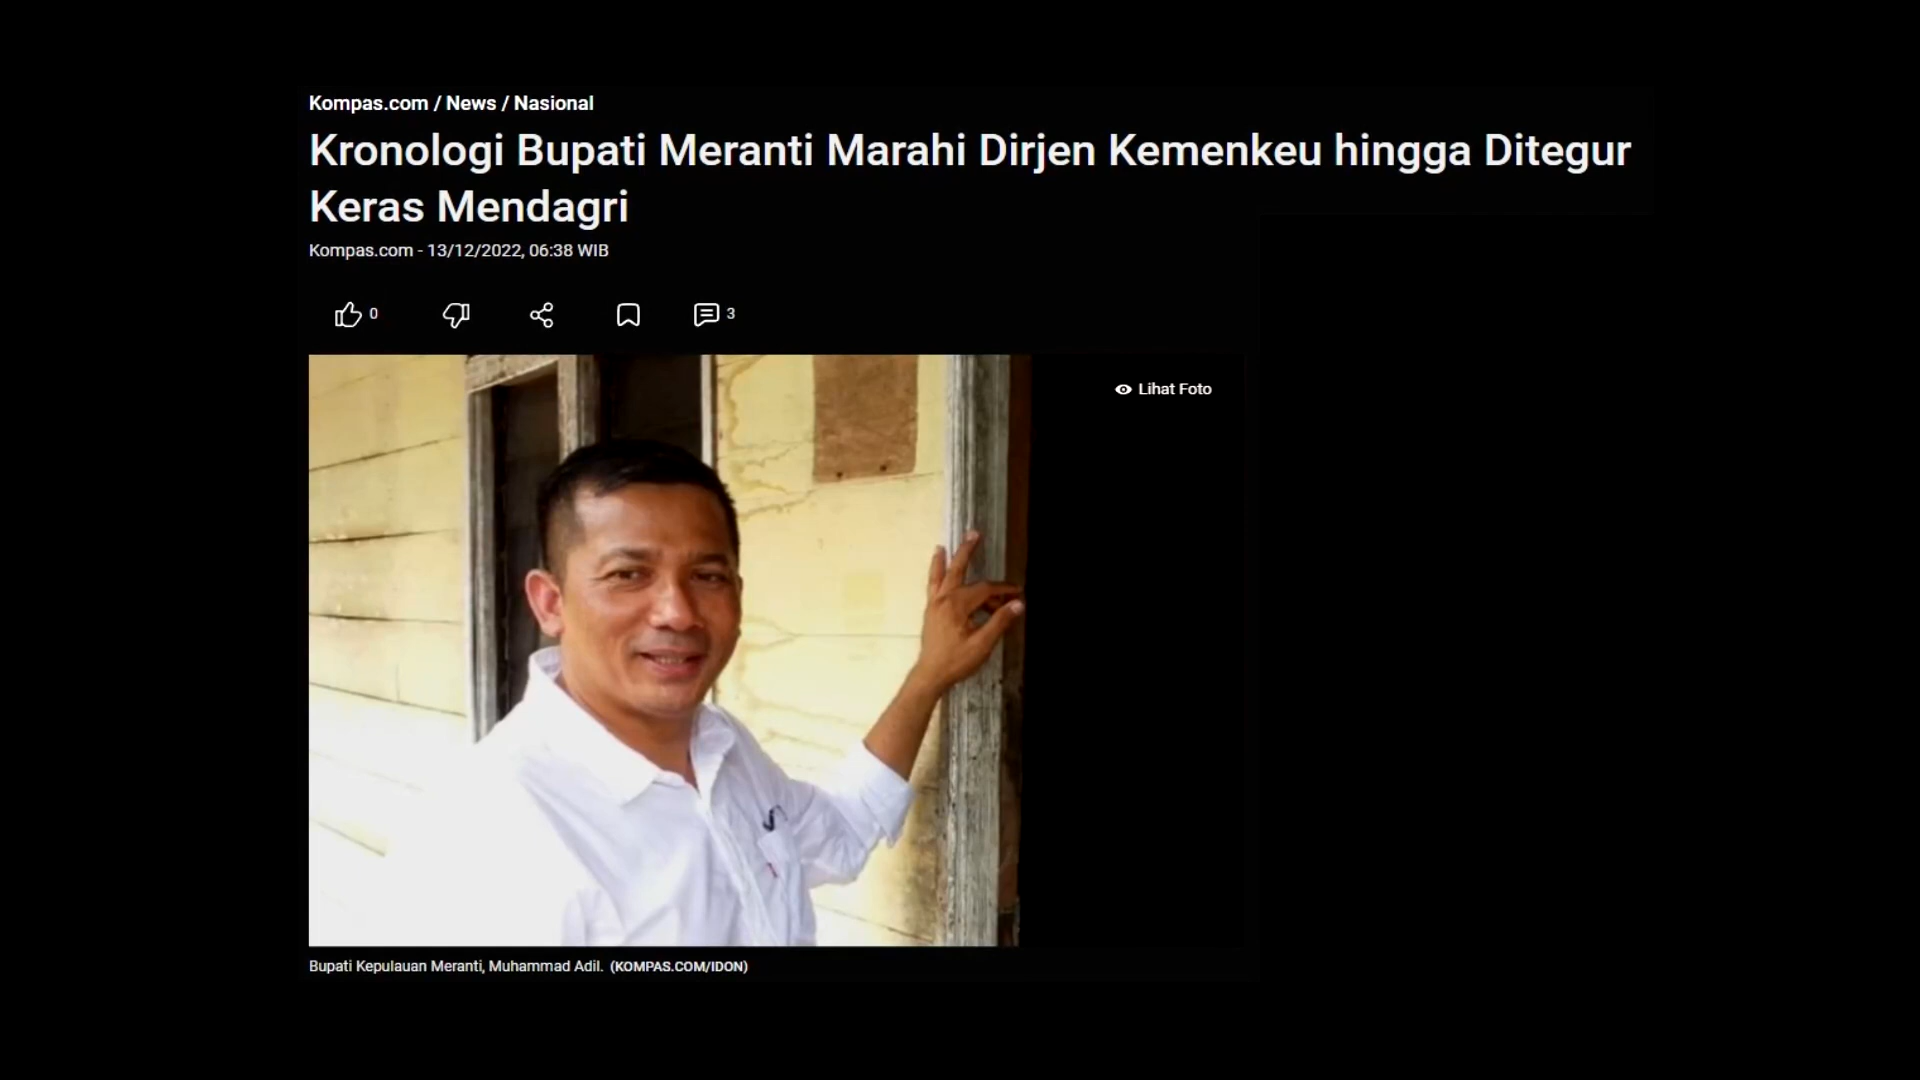 Kompas.com / News / Nasional
Kronologi Bupati Meranti Marahi Dirjen Kemenkeu hingga Ditegur
Keras Mendagri
Kompas.com - 13/12/2022, 06:38 WIB
0
3
Lihat Foto
Bupati Kepulauan Meranti, Muhammad Adil. (KOMPAS.COM/IDON)